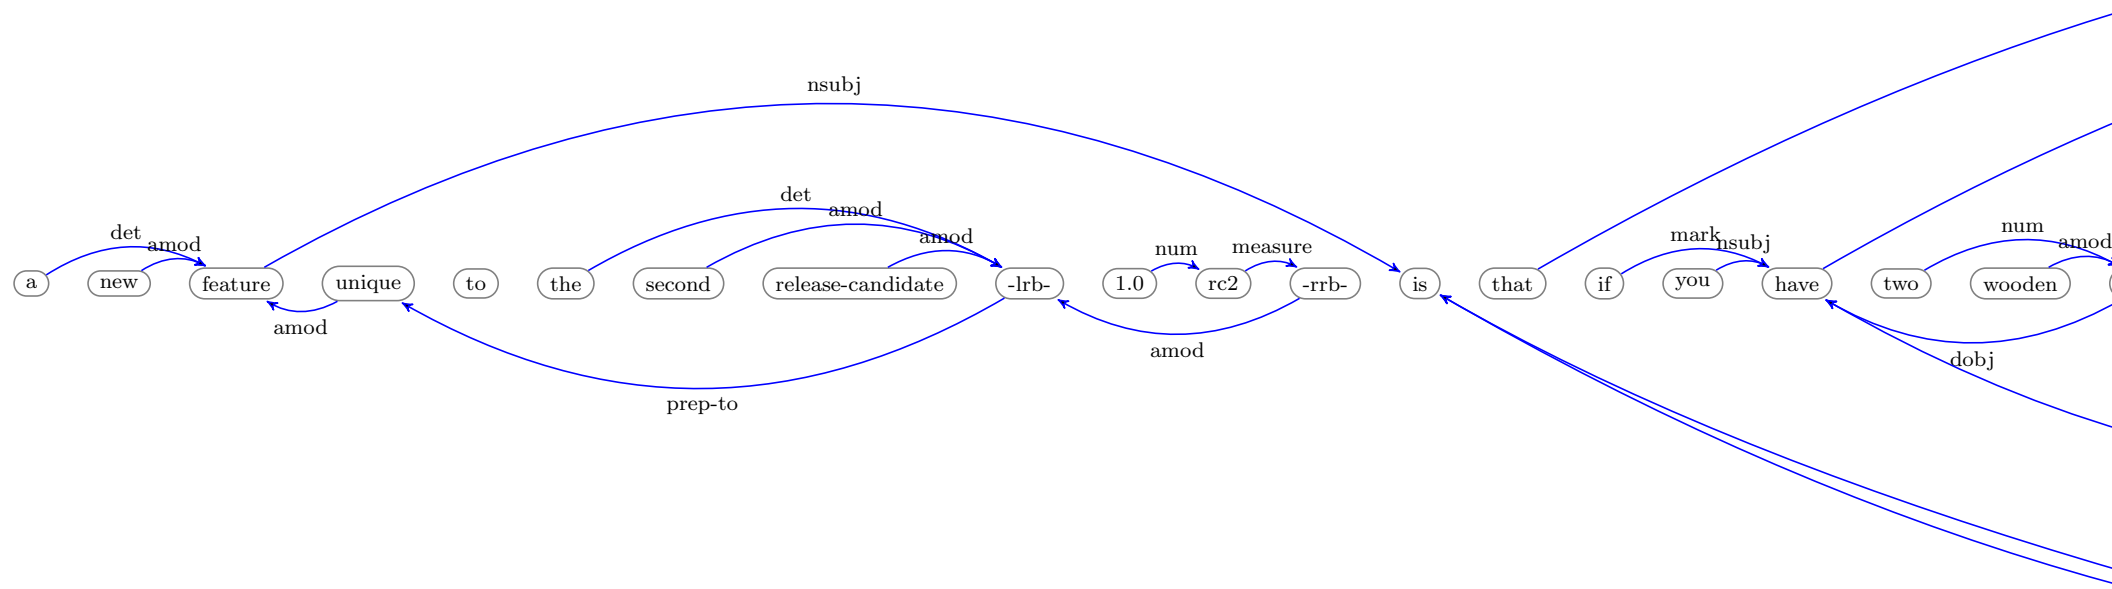 nsubj
det
amod
det
amod
amod
num
measure
mark
nsubj
num
amod
a new feature unique to the second release-candidate -lrb- 1.0 rc2 -rrb- is that if you have two wooden
amod
amod
dobj
prep-to